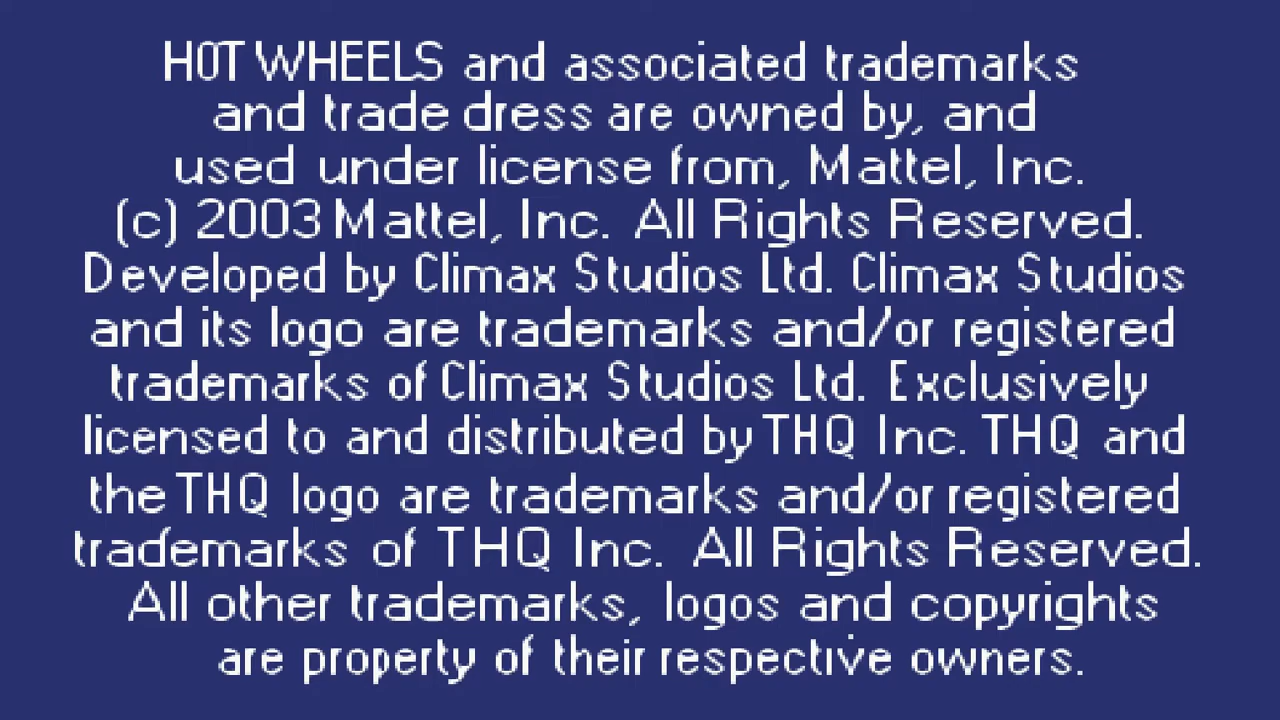 HOT WHEELS and associated trademarks
and trade dress are owned by, and
used under license from, Mattel, Inc.
(c) 2003 Mattel, Inc. All Rights Reserved.
Developed by Climax Studios Ltd. Climax Studios
and its logo are trademarks and/or registered
trademarks of Climax Studios Ltd. Exclusively
licensed to and distributed by THQ Inc. THQ and
the THQ logo are trademarks and/or registered
trademarks of THQ Inc. All Rights Reserved.
All other trademarks, logos and copyrights
are property of their respective owners.